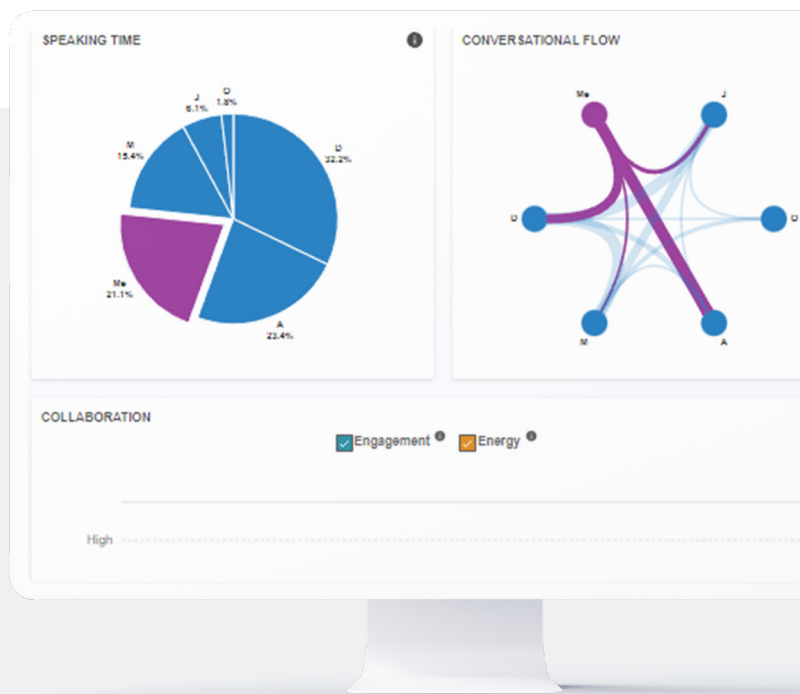 SPEAKING TIME
CONVERSATIONAL FLOW
O
1.8%
J
6.1%
M
15.4%
D
32.2%
Me
21.1%
A
23.4%
Me
J
D
O
M
A
COLLABORATION
Engagement
Energy
High